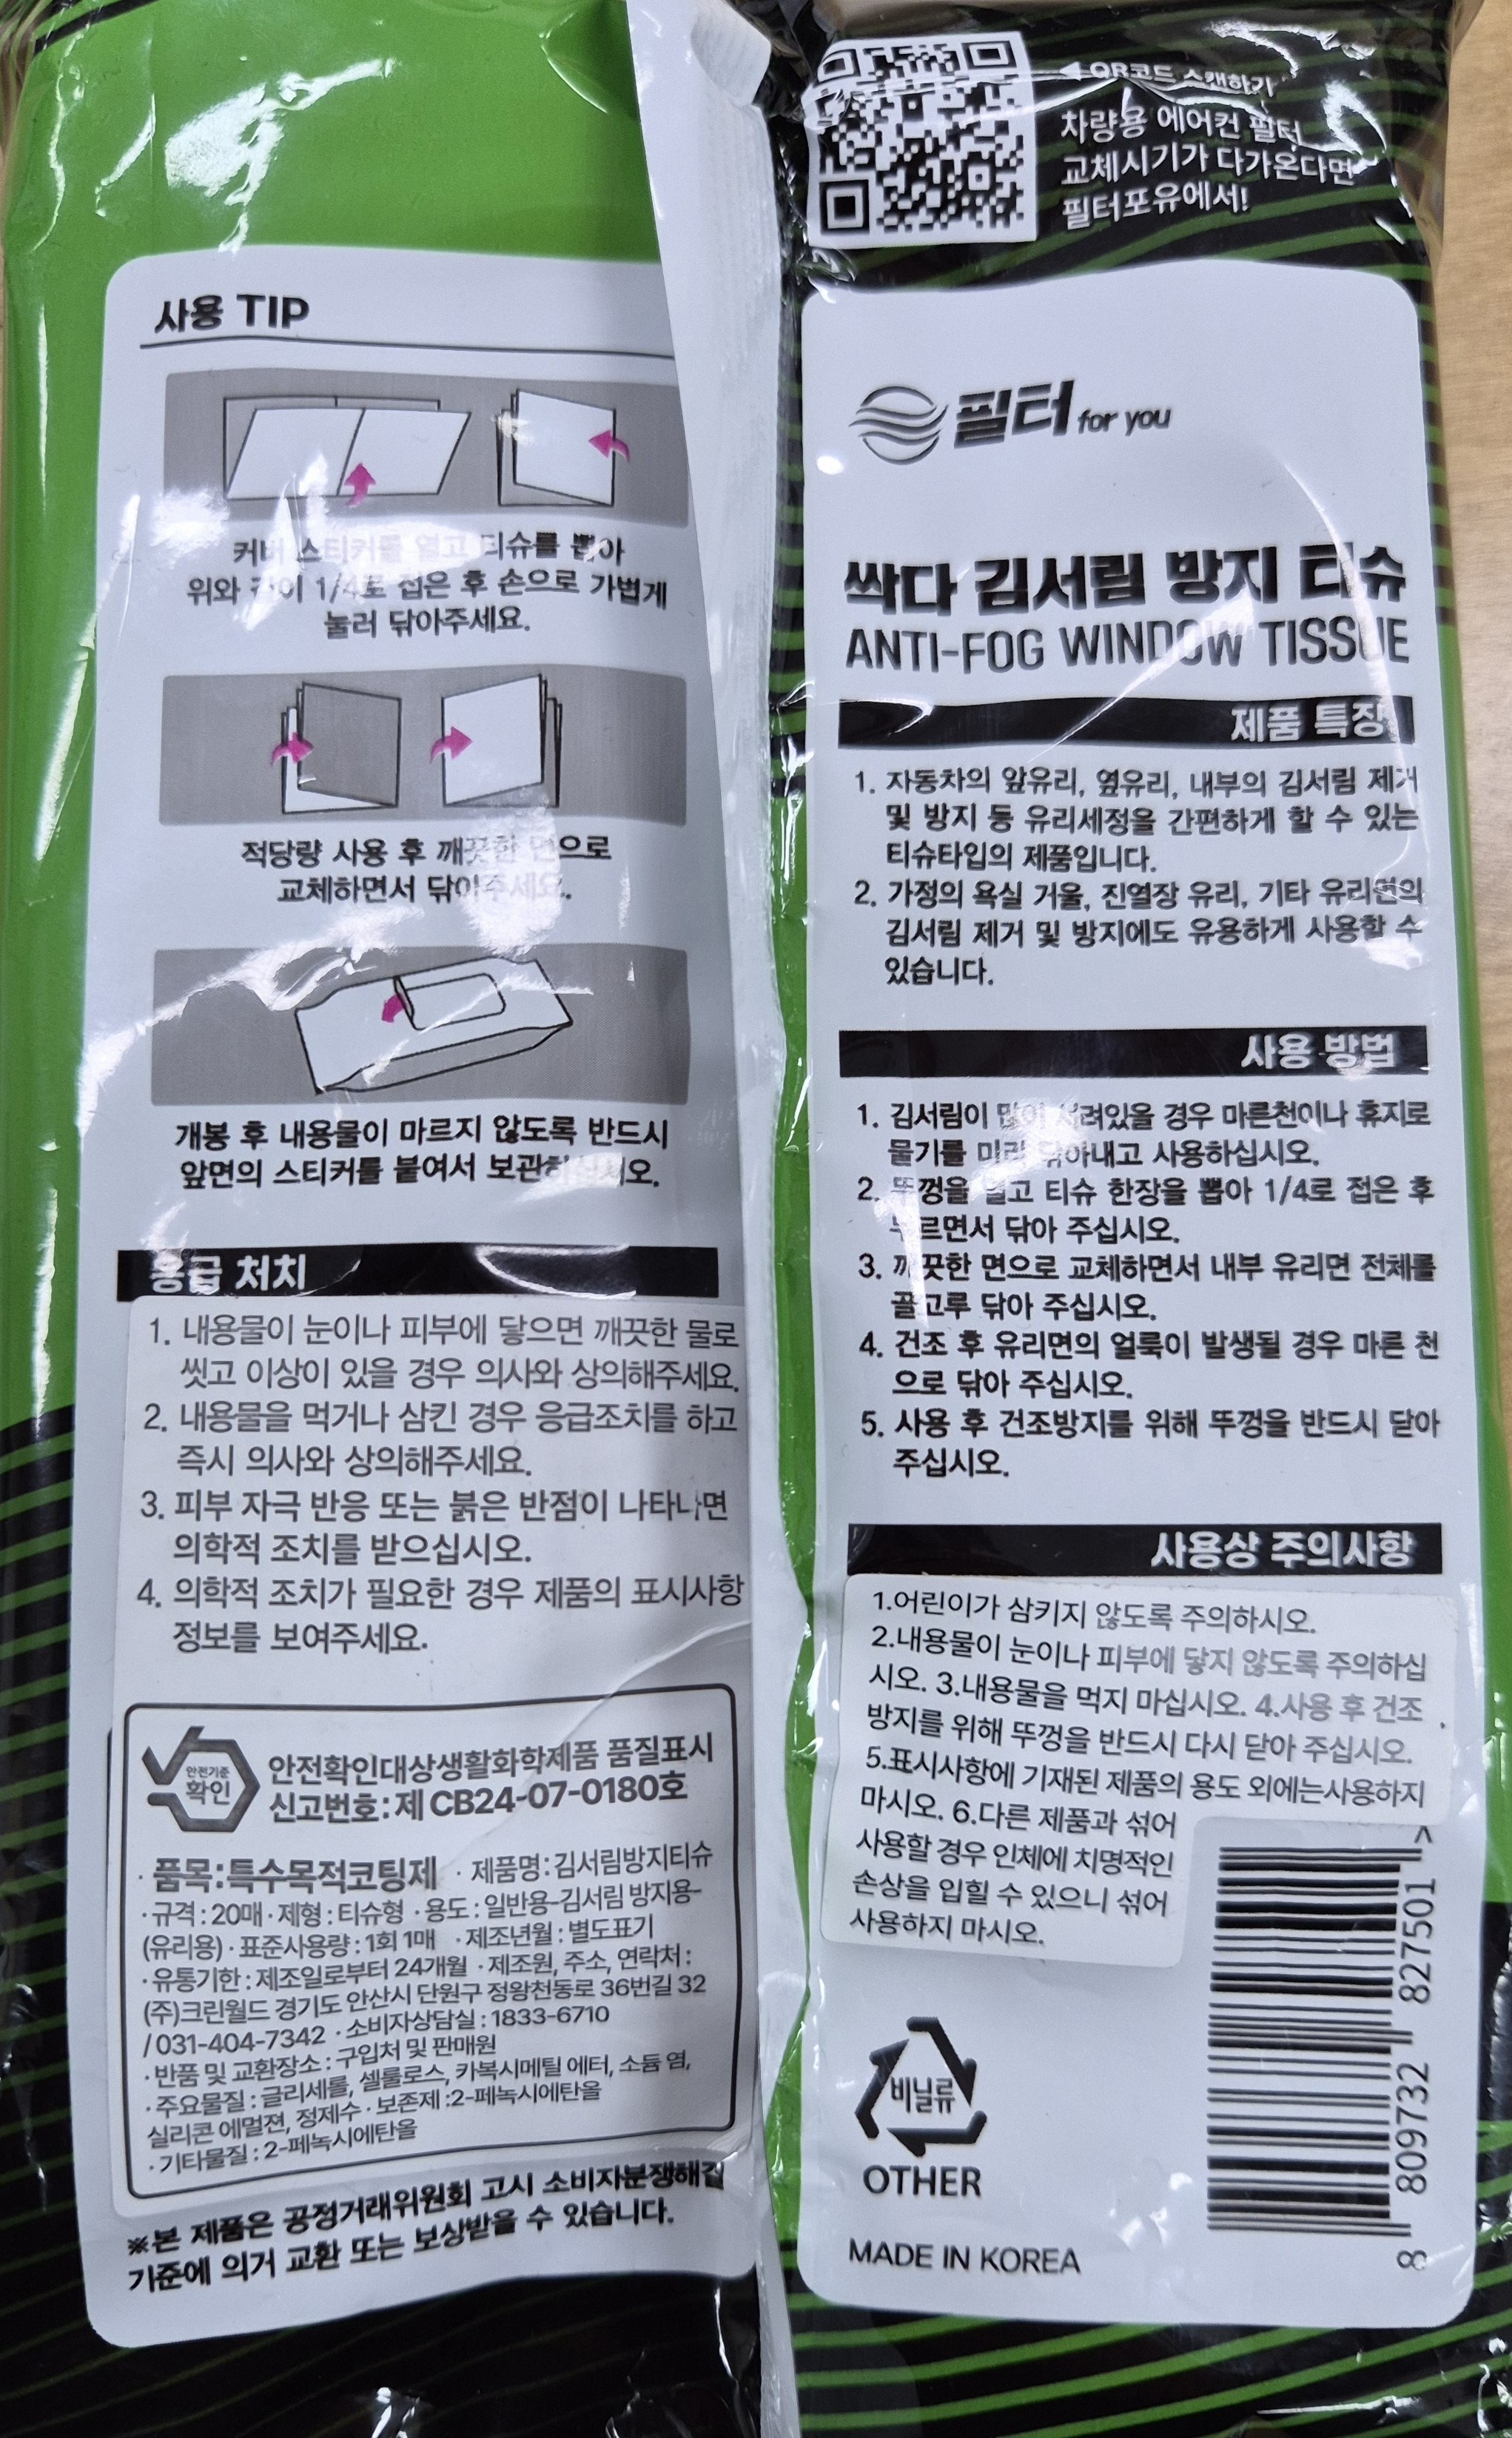 사용 TIP
커버 스티커를 열고 티슈를 뽑아
위와 같이 1/4로 접은 후 손으로 가볍게
눌러 닦아주세요.
적당량 사용 후 깨끗한 면으로
교체하면서 닦아주세요.
개봉 후 내용물이 마르지 않도록 반드시
앞면의 스티커를 붙여서 보관하십시오.
응급 처치
1. 내용물이 눈이나 피부에 닿으면 깨끗한 물로
씻고 이상이 있을 경우 의사와 상의해주세요.
2. 내용물을 먹거나 삼킨 경우 응급조치를 하고
즉시 의사와 상의해주세요.
3. 피부 자극 반응 또는 붉은 반점이 나타나면
의학적 조치를 받으십시오.
4. 의학적 조치가 필요한 경우 제품의 표시사항
정보를 보여주세요.
안전기준
확인
안전확인대상생활화학제품 품질표시
신고번호 : 제 CB24-07-0180호
· 품목 : 특수목적코팅제 · 제품명 : 김서림방지티슈
· 규격 : 20매 · 제형 : 티슈형 · 용도 : 일반용-김서림 방지용-
(유리용) · 표준사용량 : 1회 1매 · 제조년월 : 별도표기
· 유통기한 : 제조일로부터 24개월 · 제조원, 주소, 연락처 :
(주)크린월드 경기도 안산시 단원구 정왕천동로 36번길 32
/ 031-404-7342 · 소비자상담실 : 1833-6710
· 반품 및 교환장소 : 구입처 및 판매원
· 주요물질 : 글리세롤, 셀룰로스, 카복시메틸 에터, 소듐 염,
실리콘 에멀젼, 정제수 · 보존제 :2-페녹시에탄올
· 기타물질 : 2-페녹시에탄올
※본 제품은 공정거래위원회 고시 소비자분쟁해결
기준에 의거 교환 또는 보상받을 수 있습니다.
◀ QR코드 스캔하기
차량용 에어컨 필터
교체시기가 다가온다면
필터포유에서!
필터 for you
싹다 김서림 방지 티슈
ANTI-FOG WINDOW TISSUE
제품 특장
1. 자동차의 앞유리, 옆유리, 내부의 김서림 제거
및 방지 등 유리세정을 간편하게 할 수 있는
티슈타입의 제품입니다.
2. 가정의 욕실 거울, 진열장 유리, 기타 유리면의
김서림 제거 및 방지에도 유용하게 사용할 수
있습니다.
사용 방법
1. 김서림이 많이 서려있을 경우 마른천이나 휴지로
물기를 미리 닦아내고 사용하십시오.
2. 뚜껑을 열고 티슈 한장을 뽑아 1/4로 접은 후
누르면서 닦아 주십시오.
3. 깨끗한 면으로 교체하면서 내부 유리면 전체를
골고루 닦아 주십시오.
4. 건조 후 유리면의 얼룩이 발생될 경우 마른 천
으로 닦아 주십시오.
5. 사용 후 건조방지를 위해 뚜껑을 반드시 닫아
주십시오.
사용상 주의사항
1.어린이가 삼키지 않도록 주의하시오.
2.내용물이 눈이나 피부에 닿지 않도록 주의하십
시오. 3.내용물을 먹지 마십시오. 4.사용 후 건조
방지를 위해 뚜껑을 반드시 다시 닫아 주십시오.
5.표시사항에 기재된 제품의 용도 외에는사용하지
마시오. 6.다른 제품과 섞어
사용할 경우 인체에 치명적인
손상을 입힐 수 있으니 섞어
사용하지 마시오.
비닐류
OTHER
MADE IN KOREA
8 809732 827501 >